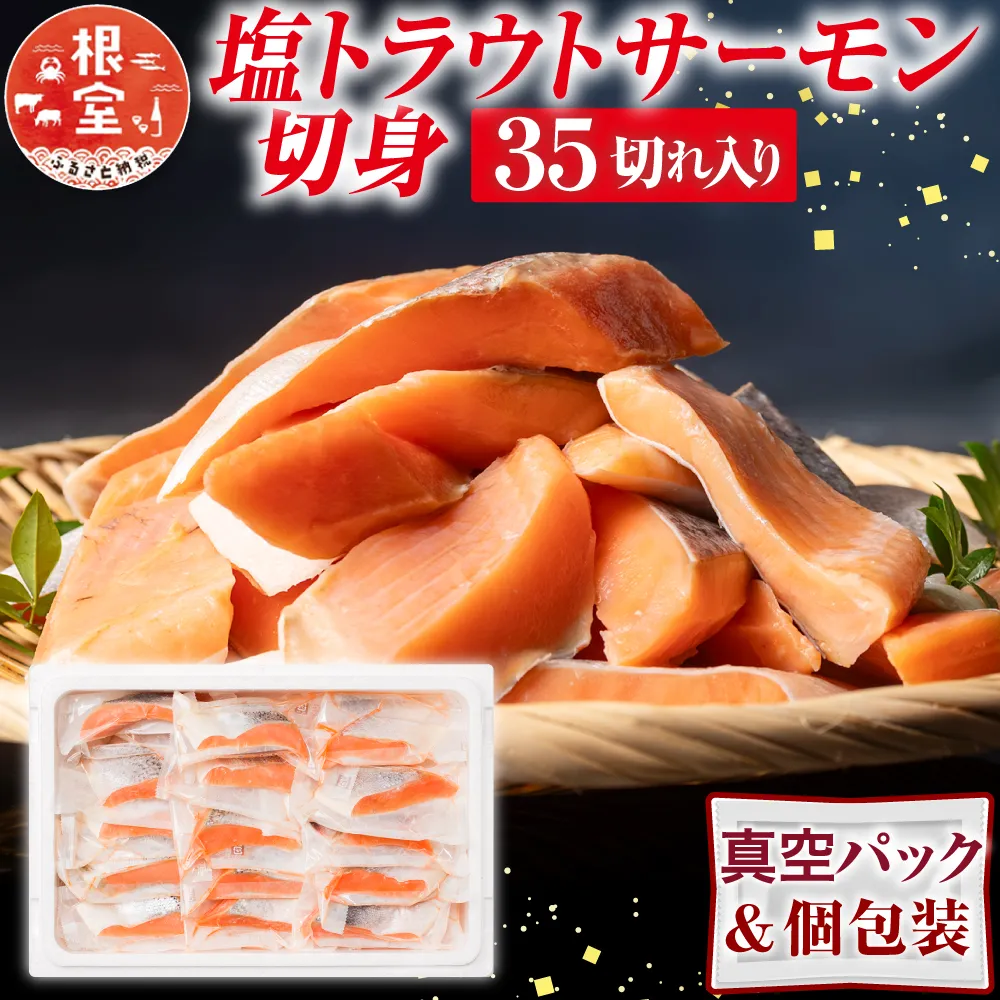 根室
ふるさと納税
塩トラウトサーモン
切身
35切れ入り
真空パック
&個包装